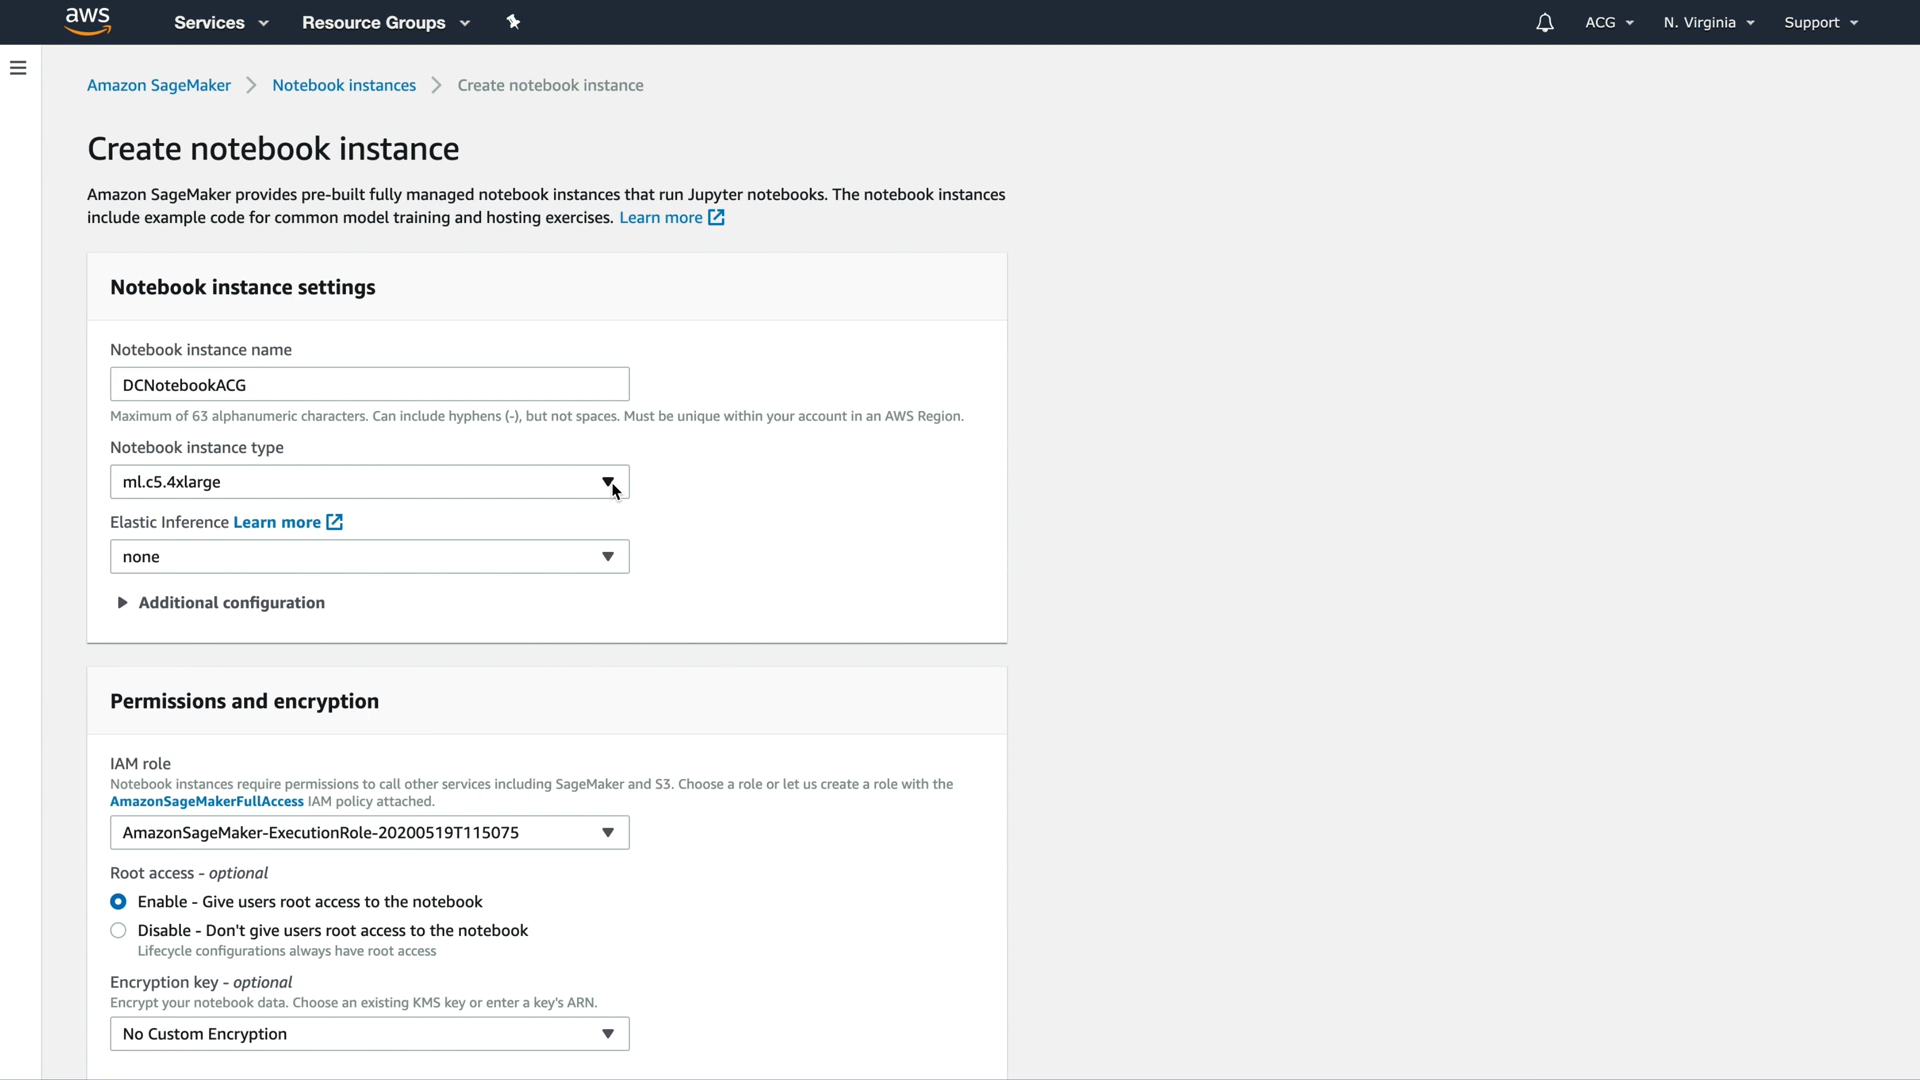 aws Services Resource Groups ACG N. Virginia Support
Amazon SageMaker Notebook instances Create notebook instance
Create notebook instance
Amazon SageMaker provides pre-built fully managed notebook instances that run Jupyter notebooks. The notebook instances
include example code for common model training and hosting exercises. Learn more
Notebook instance settings
Notebook instance name
DCNotebookACG
Maximum of 63 alphanumeric characters. Can include hyphens (-), but not spaces. Must be unique within your account in an AWS Region.
Notebook instance type
ml.c5.4xlarge
Elastic Inference Learn more
none
Additional configuration
Permissions and encryption
IAM role
Notebook instances require permissions to call other services including SageMaker and S3. Choose a role or let us create a role with the
AmazonSageMakerFullAccess IAM policy attached.
AmazonSageMaker-ExecutionRole-20200519T115075
Root access - optional
Enable - Give users root access to the notebook
Disable - Don't give users root access to the notebook
Lifecycle configurations always have root access
Encryption key - optional
Encrypt your notebook data. Choose an existing KMS key or enter a key's ARN.
No Custom Encryption